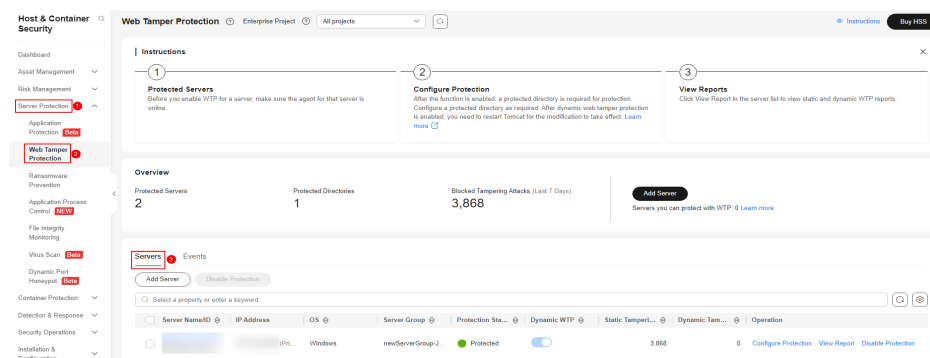 Host & Container
Security
Web Tamper Protection
Enterprise Project
All projects
Instructions
Buy HSS
Dashboard
Asset Management
Risk Management
Server Protection 1
Application
Protection Beta
Web Tamper
Protection 2
Ransomware
Prevention
Application Process
Control NEW
File Integrity
Monitoring
Virus Scan Beta
Dynamic Port
Honeypot Beta
Container Protection
Detection & Response
Security Operations
Installation &
Configuration
Instructions
1
Protected Servers
Before you enable WTP for a server, make sure the agent for that server is
online.
2
Configure Protection
After the function is enabled, a protected directory is required for protection.
Configure a protected directory as required. After dynamic web tamper protection
is enabled, you need to restart Tomcat for the modification to take effect. Learn
more
3
View Reports
Click View Report in the server list to view static and dynamic WTP reports.
Overview
Protected Servers
2
Protected Directories
1
Blocked Tampering Attacks (Last 7 Days)
3,868
Add Server
Servers you can protect with WTP: 0 Learn more
Servers 3 Events
Add Server Disable Protection
Select a property or enter a keyword.
Server Name/ID IP Address OS Server Group Protection Sta... Dynamic WTP Static Tamperi... Dynamic Tam... Operation
(Pri... Windows newServerGroup-J... Protected 3,868 0 Configure Protection View Report Disable Protection